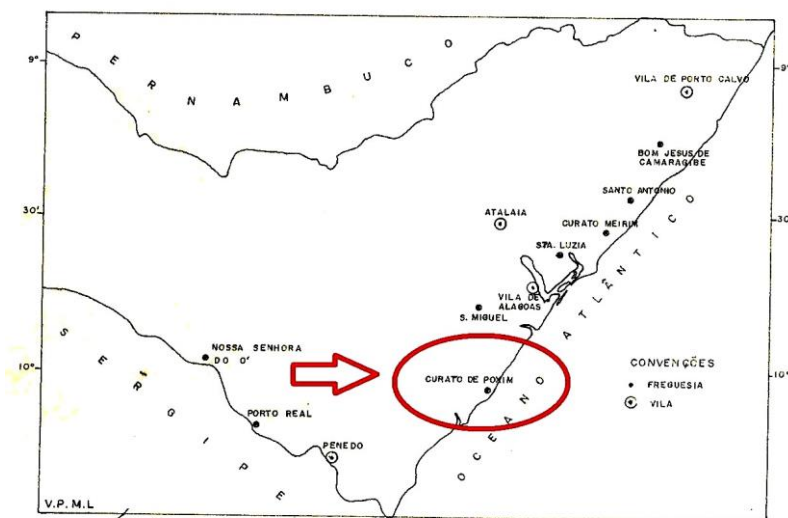 PERNAMBUCO
9°
9°
VILA DE PORTO CALVO
BOM JESUS DE
CAMARAGIBE
SANTO ANTONIO
30'
30'
ATALAIA
CURATO MEIRIM
STA. LUZIA
VILA DE
ALAGOAS
S. MIGUEL
OCEANO ATLÂNTICO
SERGIPE
NOSSA SENHORA
DO O'
10°
10°
CURATO DE POXIM
CONVENÇÕES
FREGUESIA
VILA
PORTO REAL
PENEDO
V.P.M.L